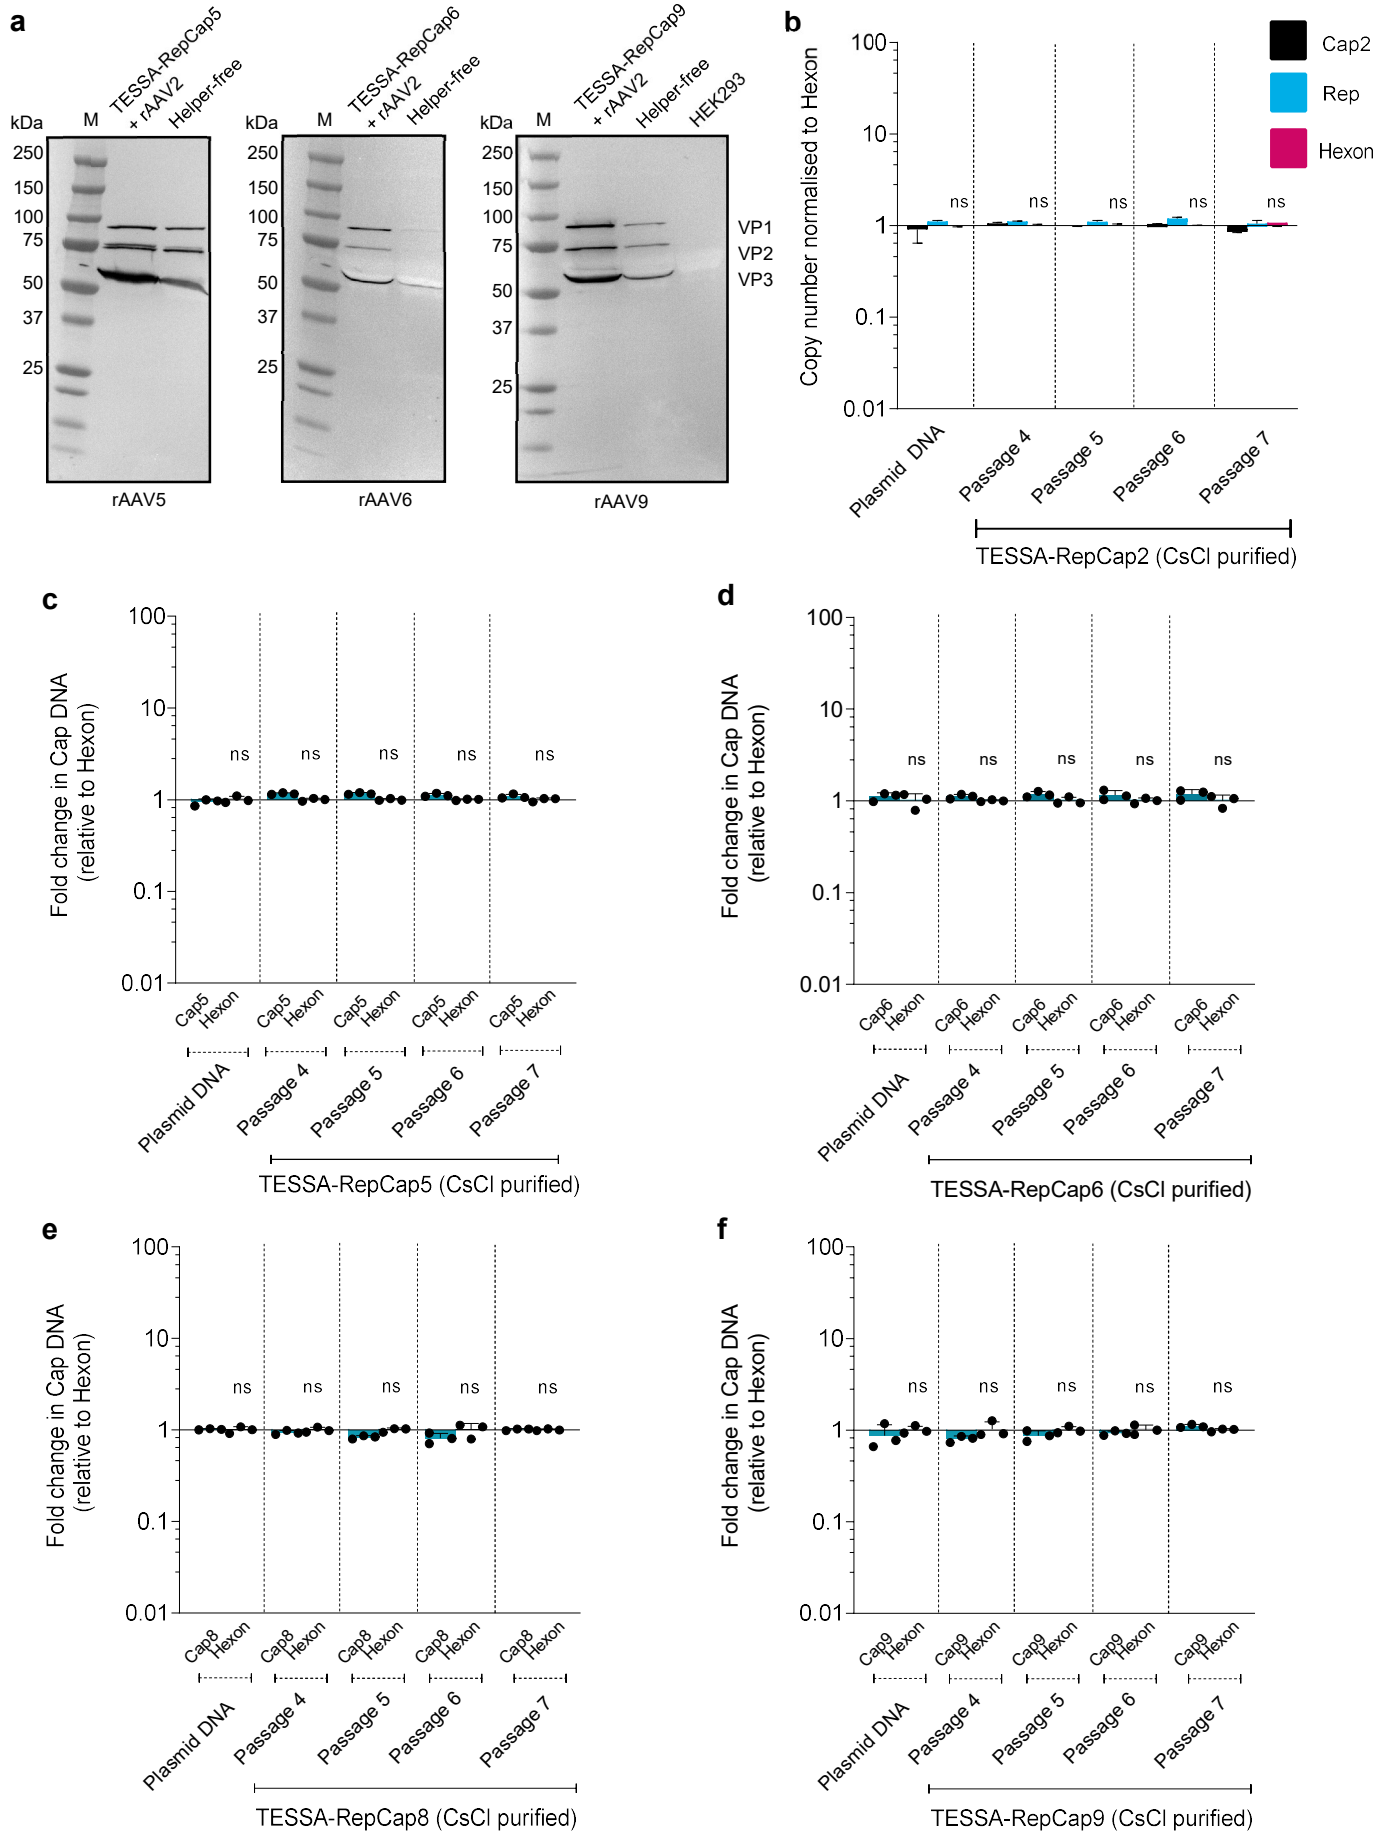 a
kDa
M
TESSA-RepCap5
+ rAAV2
Helper-free
250
150
100
75
50
37
25
rAAV5
kDa
M
TESSA-RepCap6
+ rAAV2
Helper-free
250
150
100
75
50
37
25
rAAV6
kDa
M
TESSA-RepCap9
+ rAAV2
Helper-free
HEK293
250
150
100
75
50
37
25
VP1
VP2
VP3
rAAV9
b
Copy number normalised to Hexon
100
10
1
0.1
0.01
ns
ns
ns
ns
ns
Cap2
Rep
Hexon
Plasmid DNA
Passage 4
Passage 5
Passage 6
Passage 7
TESSA-RepCap2 (CsCl purified)
c
Fold change in Cap DNA
(relative to Hexon)
100
10
1
0.1
0.01
ns
ns
ns
ns
ns
Cap5
Hexon
Cap5
Hexon
Cap5
Hexon
Cap5
Hexon
Cap5
Hexon
Plasmid DNA
Passage 4
Passage 5
Passage 6
Passage 7
TESSA-RepCap5 (CsCl purified)
d
Fold change in Cap DNA
(relative to Hexon)
100
10
1
0.1
0.01
ns
ns
ns
ns
ns
Cap6
Hexon
Cap6
Hexon
Cap6
Hexon
Cap6
Hexon
Cap6
Hexon
Plasmid DNA
Passage 4
Passage 5
Passage 6
Passage 7
TESSA-RepCap6 (CsCl purified)
e
Fold change in Cap DNA
(relative to Hexon)
100
10
1
0.1
0.01
ns
ns
ns
ns
ns
Cap8
Hexon
Cap8
Hexon
Cap8
Hexon
Cap8
Hexon
Cap8
Hexon
Plasmid DNA
Passage 4
Passage 5
Passage 6
Passage 7
TESSA-RepCap8 (CsCl purified)
f
Fold change in Cap DNA
(relative to Hexon)
100
10
1
0.1
0.01
ns
ns
ns
ns
ns
Cap9
Hexon
Cap9
Hexon
Cap9
Hexon
Cap9
Hexon
Cap9
Hexon
Plasmid DNA
Passage 4
Passage 5
Passage 6
Passage 7
TESSA-RepCap9 (CsCl purified)